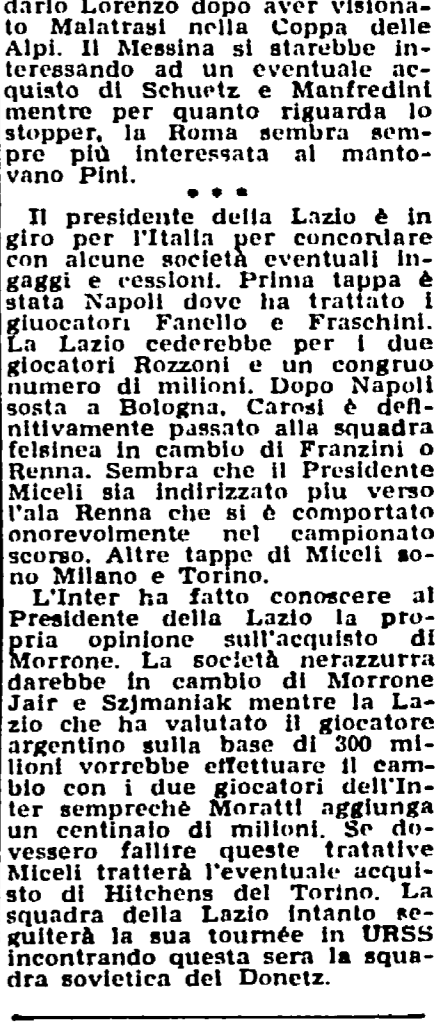 dario Lorenzo dopo aver visiona-
to Malatrasi nella Coppa delle
Alpi. Il Messina si starebbe in-
teressando ad un eventuale ac-
quisto di Schuetz e Manfredini
mentre per quanto riguarda lo
stopper, la Roma sembra sem-
pre più interessata al manto-
vano Pini.
* * *
Il presidente della Lazio è in
giro per l'Italia per concordare
con alcune società eventuali in-
gaggi e cessioni. Prima tappa è
stata Napoli dove ha trattato i
giuocatori Fanello e Fraschini.
La Lazio cederebbe per i due
giocatori Rozzoni e un congruo
numero di milioni. Dopo Napoli
sosta a Bologna. Carosi è defi-
nitivamente passato alla squadra
felsinea in cambio di Franzini o
Renna. Sembra che il Presidente
Miceli sia indirizzato piu verso
l'ala Renna che si è comportato
onorevolmente nel campionato
scorso. Altre tappe di Miceli so-
no Milano e Torino.
L'Inter ha fatto conoscere al
Presidente della Lazio la pro-
pria opinione sull'acquisto di
Morrone. La società nerazzurra
darebbe in cambio di Morrone
Jair e Szjmaniak mentre la La-
zio che ha valutato il giocatore
argentino sulla base di 300 mi-
lioni vorrebbe effettuare il cam-
bio con i due giocatori dell'In-
ter sempreché Moratti aggiunga
un centinaio di milioni. Se do-
vessero fallire queste tratative
Miceli tratterà l'eventuale acqui-
sto di Hitchens del Torino. La
squadra della Lazio intanto se-
guiterà la sua tournée in URSS
incontrando questa sera la squa-
dra sovietica del Donetz.